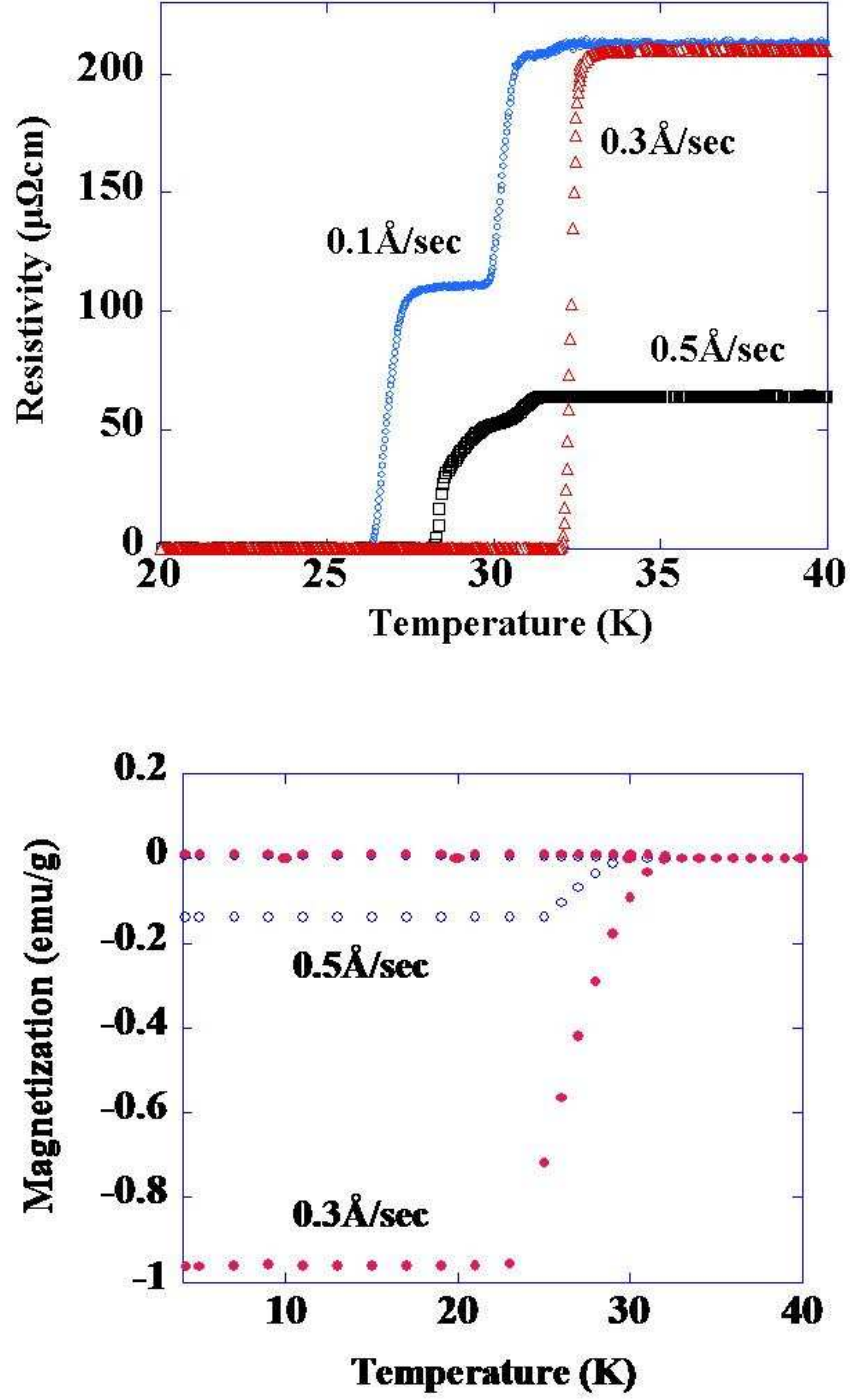 200
150
100
50
0
Resistivity (μΩcm)
0.1Å/sec
0.3Å/sec
0.5Å/sec
20 25 30 35 40
Temperature (K)
0.2
0
-0.2
-0.4
-0.6
-0.8
-1
Magnetization (emu/g)
0.5Å/sec
0.3Å/sec
10 20 30 40
Temperature (K)